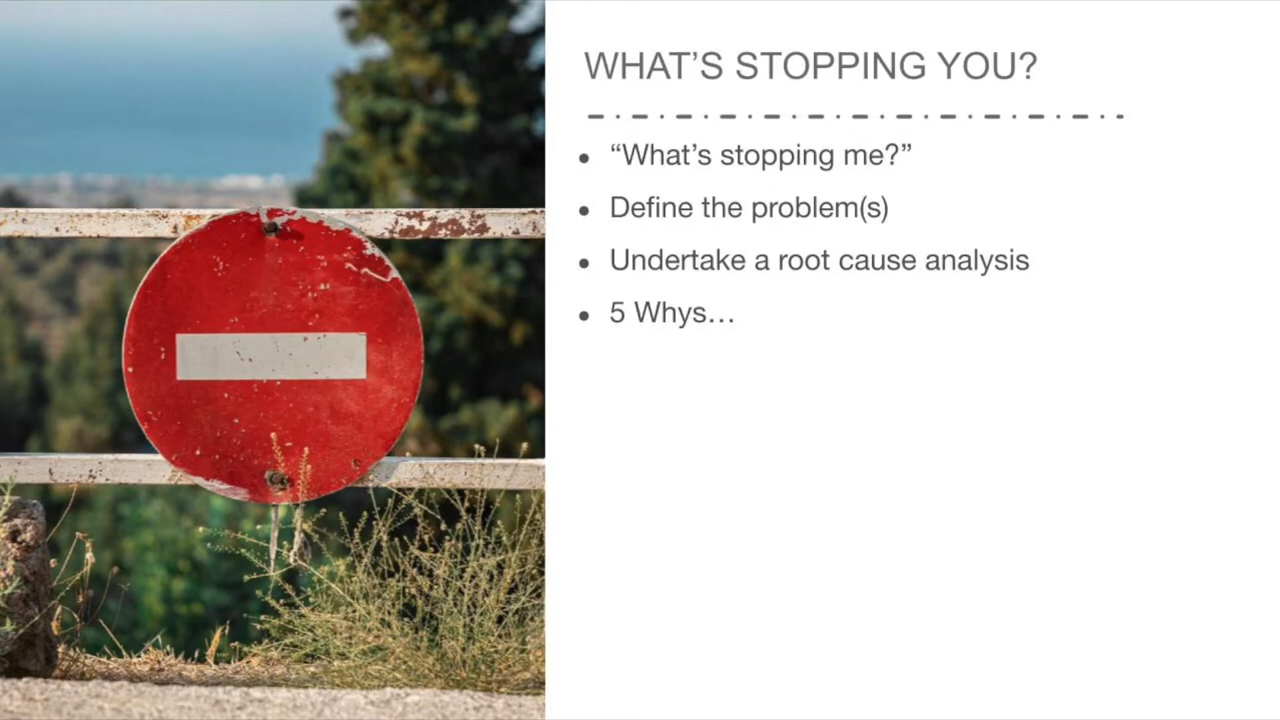 WHAT’S STOPPING YOU?
• “What’s stopping me?”
• Define the problem(s)
• Undertake a root cause analysis
• 5 Whys…